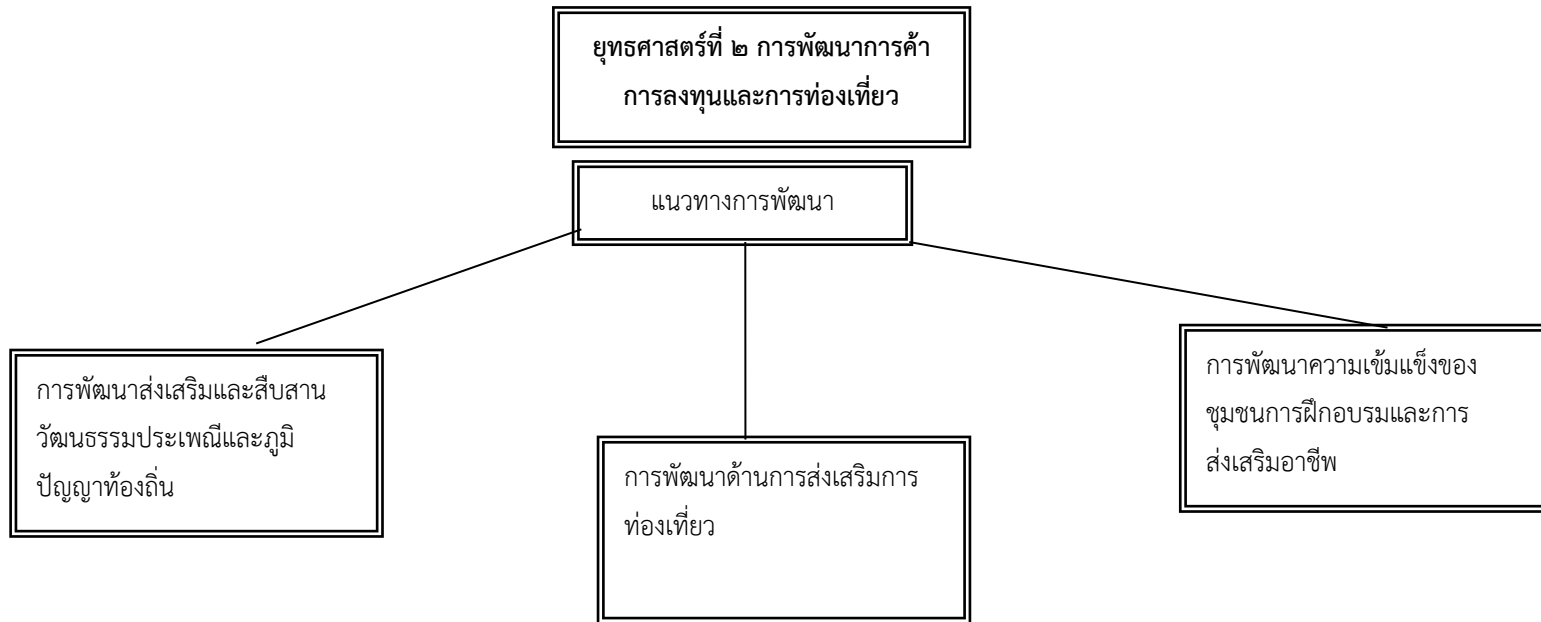 ยุทธศาสตร์ที่ ๒ การพัฒนาการค้า
การลงทุนและการท่องเที่ยว
แนวทางการพัฒนา
การพัฒนาส่งเสริมและสืบสาน
วัฒนธรรมประเพณีและภูมิ
ปัญญาท้องถิ่น
การพัฒนาด้านการส่งเสริมการ
ท่องเที่ยว
การพัฒนาความเข้มแข็งของ
ชุมชนการฝึกอบรมและการ
ส่งเสริมอาชีพ